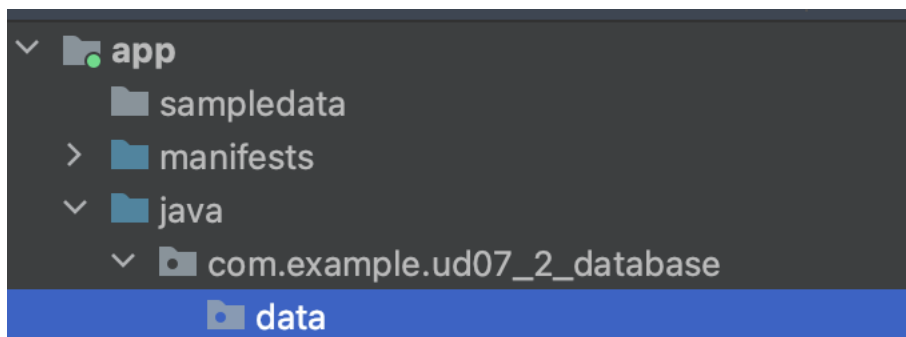 app
sampledata
manifests
java
com.example.ud07_2_database
data